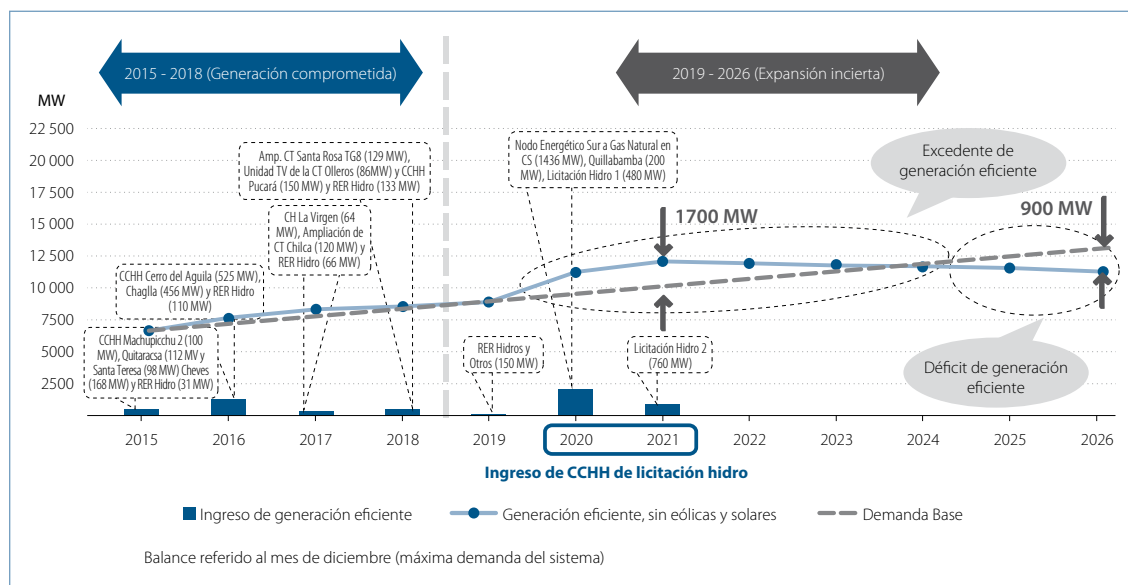 2015 - 2018 (Generación comprometida)
2019 - 2026 (Expansión incierta)
MW
22 500
20 000
17 500
15 000
12 500
10 000
7500
5000
2500
CCHH Machupicchu 2 (100
MW), Quitaracsa (112 MV y
Santa Teresa (98 MW) Cheves
(168 MW) y RER Hidro (31 MW)
CCHH Cerro del Aguila (525 MW),
Chaglla (456 MW) y RER Hidro
(110 MW)
CH La Virgen (64
MW), Ampliación de
CT Chilca (120 MW) y
RER Hidro (66 MW)
Amp. CT Santa Rosa TG8 (129 MW),
Unidad TV de la CT Olleros (86MW) y CCHH
Pucará (150 MW) y RER Hidro (133 MW)
RER Hidros y
Otros (150 MW)
Nodo Energético Sur a Gas Natural en
CS (1436 MW), Quillabamba (200
MW), Licitación Hidro 1 (480 MW)
Licitación Hidro 2
(760 MW)
1700 MW
Excedente de
generación eficiente
900 MW
Déficit de generación
eficiente
2015 2016 2017 2018 2019 2020 2021 2022 2023 2024 2025 2026
Ingreso de CCHH de licitación hidro
Ingreso de generación eficiente
Generación eficiente, sin eólicas y solares
Demanda Base
Balance referido al mes de diciembre (máxima demanda del sistema)